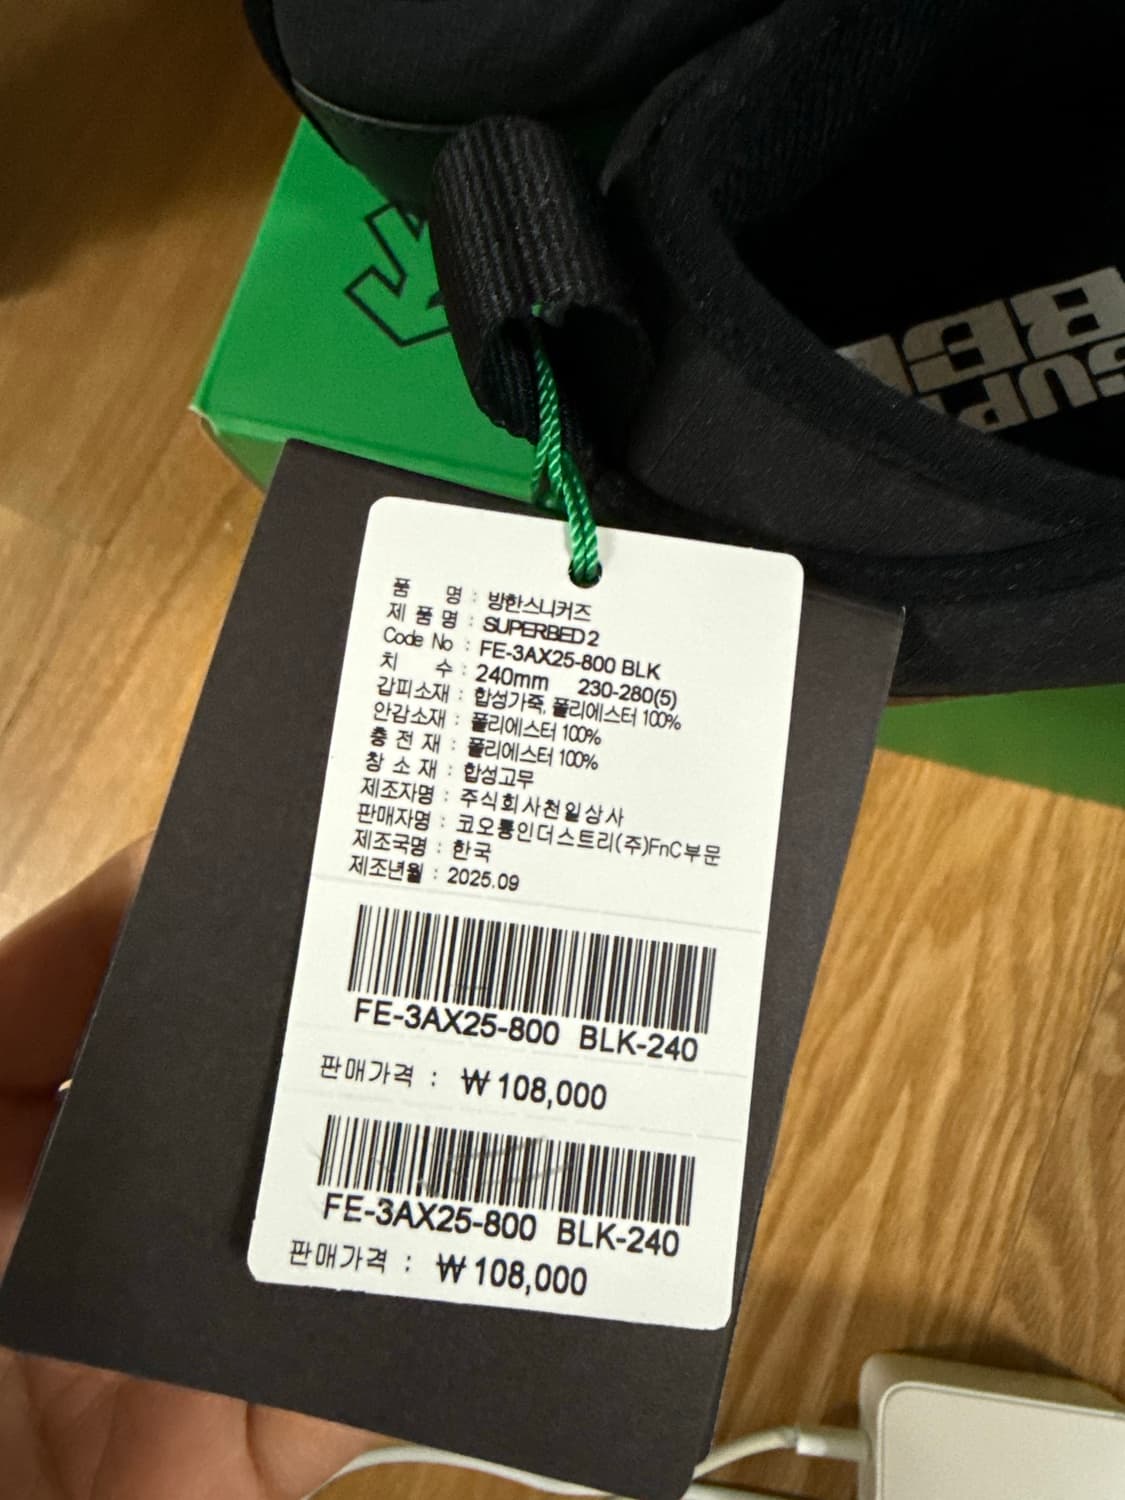 SUPER
BE
품 명 : 방한스니커즈
제 품 명 : SUPERBED 2
Code No : FE-3AX25-800 BLK
치 수 : 240mm 230-280(5)
갑피소재 : 합성가죽, 폴리에스터 100%
안감소재 : 폴리에스터 100%
충 전 재 : 폴리에스터 100%
창 소 재 : 합성고무
제조자명 : 주식회사천일상사
판매자명 : 코오롱인더스트리(주)FnC부문
제조국명 : 한국
제조년월 : 2025.09
FE-3AX25-800 BLK-240
판매가격 : ₩ 108,000
FE-3AX25-800 BLK-240
판매가격 : ₩ 108,000